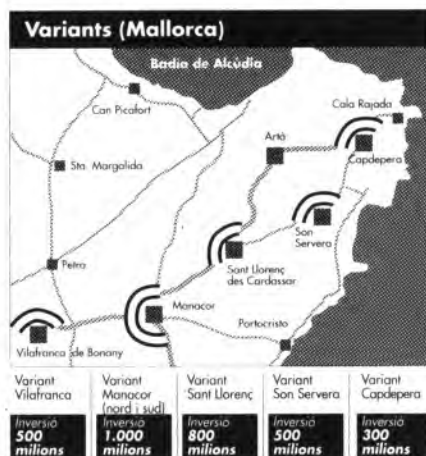 Variants (Mallorca)
Badia de Alcúdia
Can Picafort
Cala Rajada
Artà
Capdepera
Sta. Margalida
Son
Servera
Petra
Sant Llorenç
des Cardassar
Manacor
Portocristo
Vilafranca de Bonany
Variant
Vilafranca
Inversió
500
milions
Variant
Manacor
(nord i sud)
Inversió
1.000
milions
Variant
Sant Llorenç
Inversió
800
milions
Variant
Son Servera
Inversió
500
milions
Variant
Capdepera
Inversió
300
milions